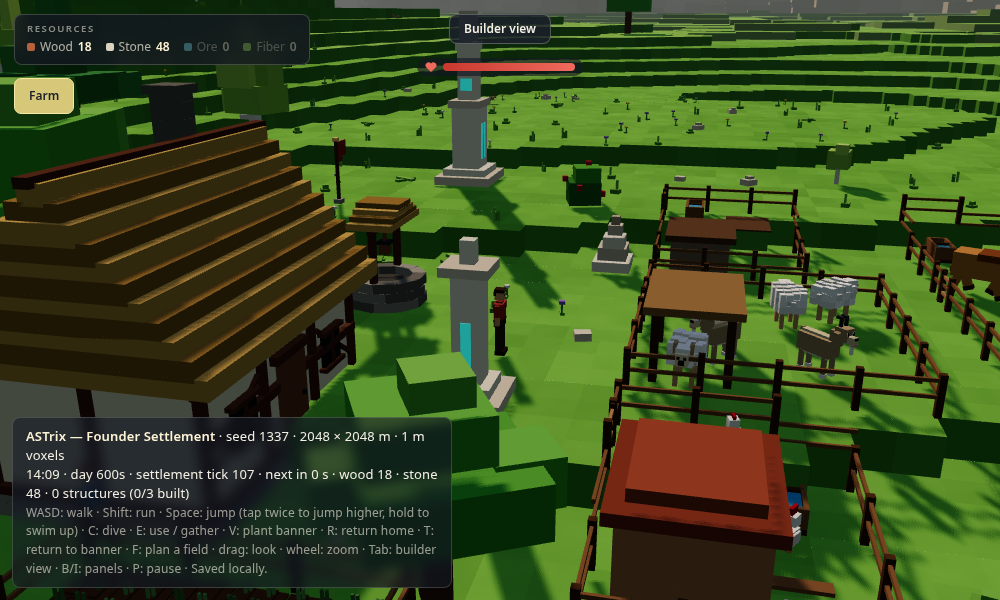 RESOURCES
Wood 18 Stone 48 Ore 0 Fiber 0
Builder view
Farm
ASTrix — Founder Settlement · seed 1337 · 2048 × 2048 m · 1 m
voxels
14:09 · day 600s · settlement tick 107 · next in 0 s · wood 18 · stone
48 · 0 structures (0/3 built)
WASD: walk · Shift: run · Space: jump (tap twice to jump higher, hold to
swim up) · C: dive · E: use / gather · V: plant banner · R: return home · T:
return to banner · F: plan a field · drag: look · wheel: zoom · Tab: builder
view · B/I: panels · P: pause · Saved locally.